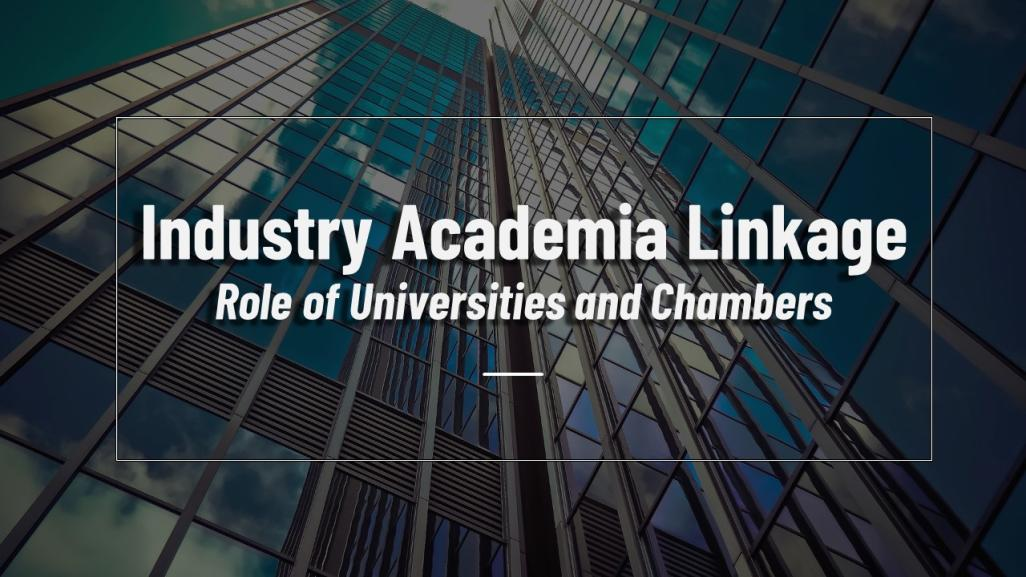 Industry Academia Linkage
Role of Universities and Chambers